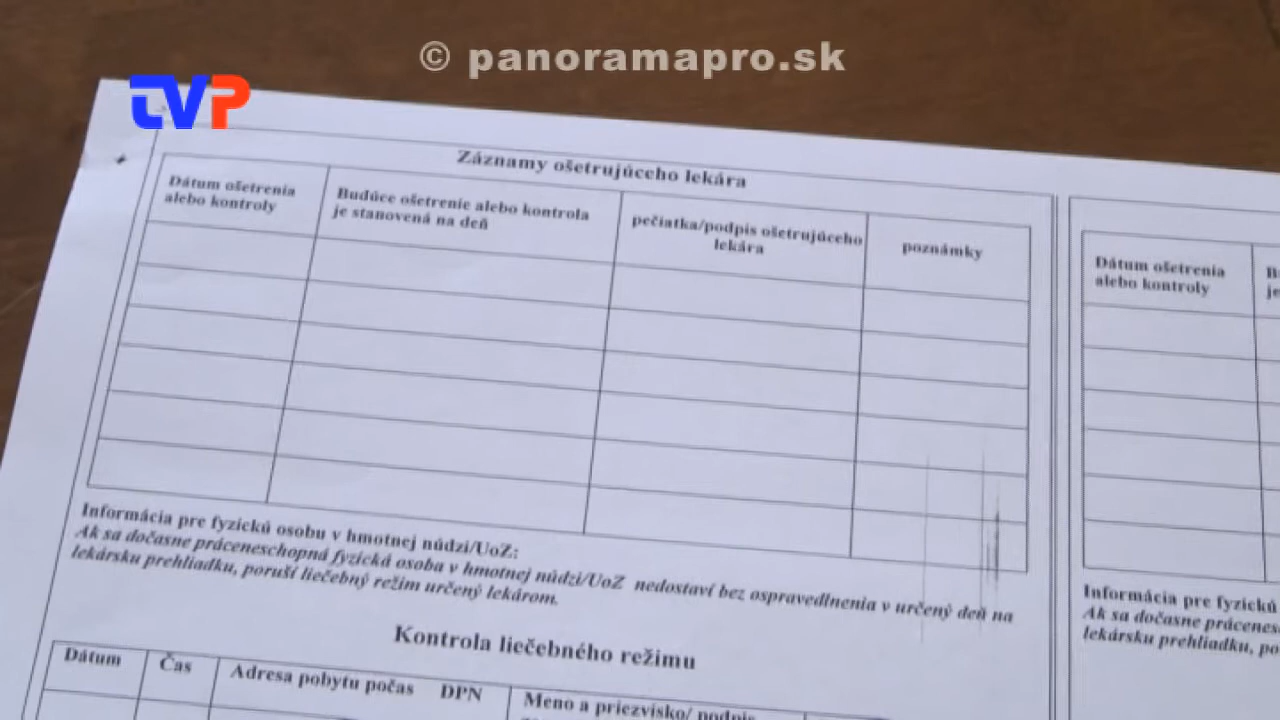 © panoramapro.sk
TVP
Záznamy ošetrujúceho lekára
Dátum ošetrenia
alebo kontroly
Budúce ošetrenie alebo kontrola
je stanovená na deň
pečiatka/podpis ošetrujúceho
lekára
poznámky
Informácia pre fyzickú osobu v hmotnej núdzi/UoZ:
Ak sa dočasne práceneschopná fyzická osoba v hmotnej núdzi/UoZ nedostaví bez ospravedlnenia v určený deň na
lekársku prehliadku, poruší liečebný režim určený lekárom.
Kontrola liečebného režimu
Dátum
Čas
Adresa pobytu počas DPN
Meno a priezvisko/ podpis
Dátum ošetrenia
alebo kontroly
je
Informácia pre fyzickú
Ak sa dočasne
lekársku prehliadku,